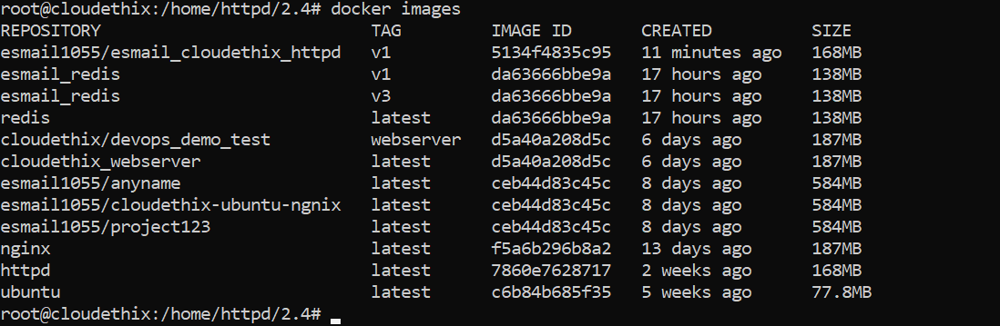 root@cloudethix:/home/httpd/2.4# docker images
REPOSITORY TAG IMAGE ID CREATED SIZE
esmail1055/esmail_cloudethix_httpd v1 5134f4835c95 11 minutes ago 168MB
esmail_redis v1 da63666bbe9a 17 hours ago 138MB
esmail_redis v3 da63666bbe9a 17 hours ago 138MB
redis latest da63666bbe9a 17 hours ago 138MB
cloudethix/devops_demo_test webserver d5a40a208d5c 6 days ago 187MB
cloudethix_webserver latest d5a40a208d5c 6 days ago 187MB
esmail1055/anyname latest ceb44d83c45c 8 days ago 584MB
esmail1055/cloudethix-ubuntu-ngnix latest ceb44d83c45c 8 days ago 584MB
esmail1055/project123 latest ceb44d83c45c 8 days ago 584MB
nginx latest f5a6b296b8a2 13 days ago 187MB
httpd latest 7860e7628717 2 weeks ago 168MB
ubuntu latest c6b84b685f35 5 weeks ago 77.8MB
root@cloudethix:/home/httpd/2.4#